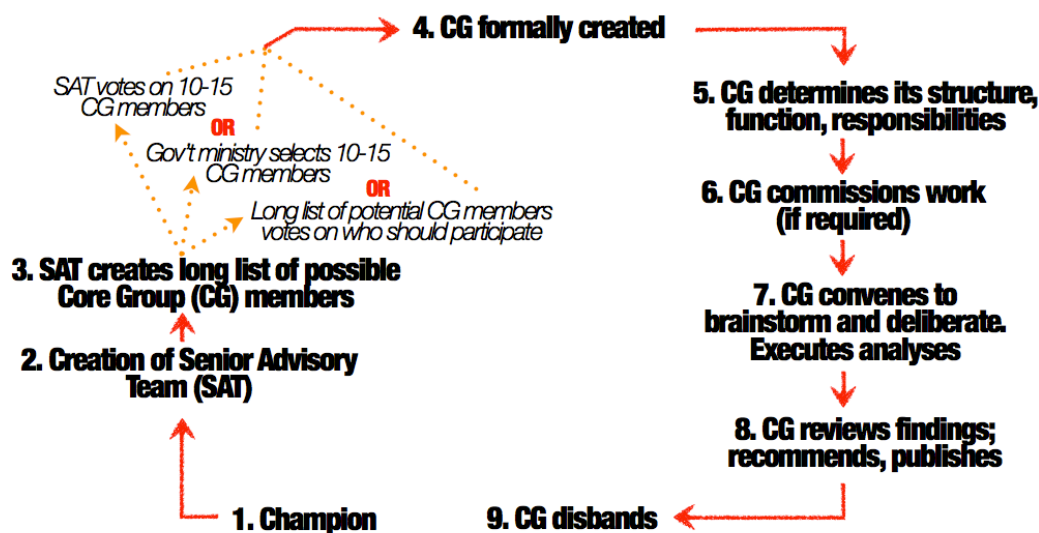 4. CG formally created
SAT votes on 10-15
CG members
OR
Gov't ministry selects 10-15
CG members
OR
Long list of potential CG members
votes on who should participate
3. SAT creates long list of possible
Core Group (CG) members
2. Creation of Senior Advisory
Team (SAT)
1. Champion
5. CG determines its structure,
function, responsibilities
6. CG commissions work
(if required)
7. CG convenes to
brainstorm and deliberate.
Executes analyses
8. CG reviews findings;
recommends, publishes
9. CG disbands